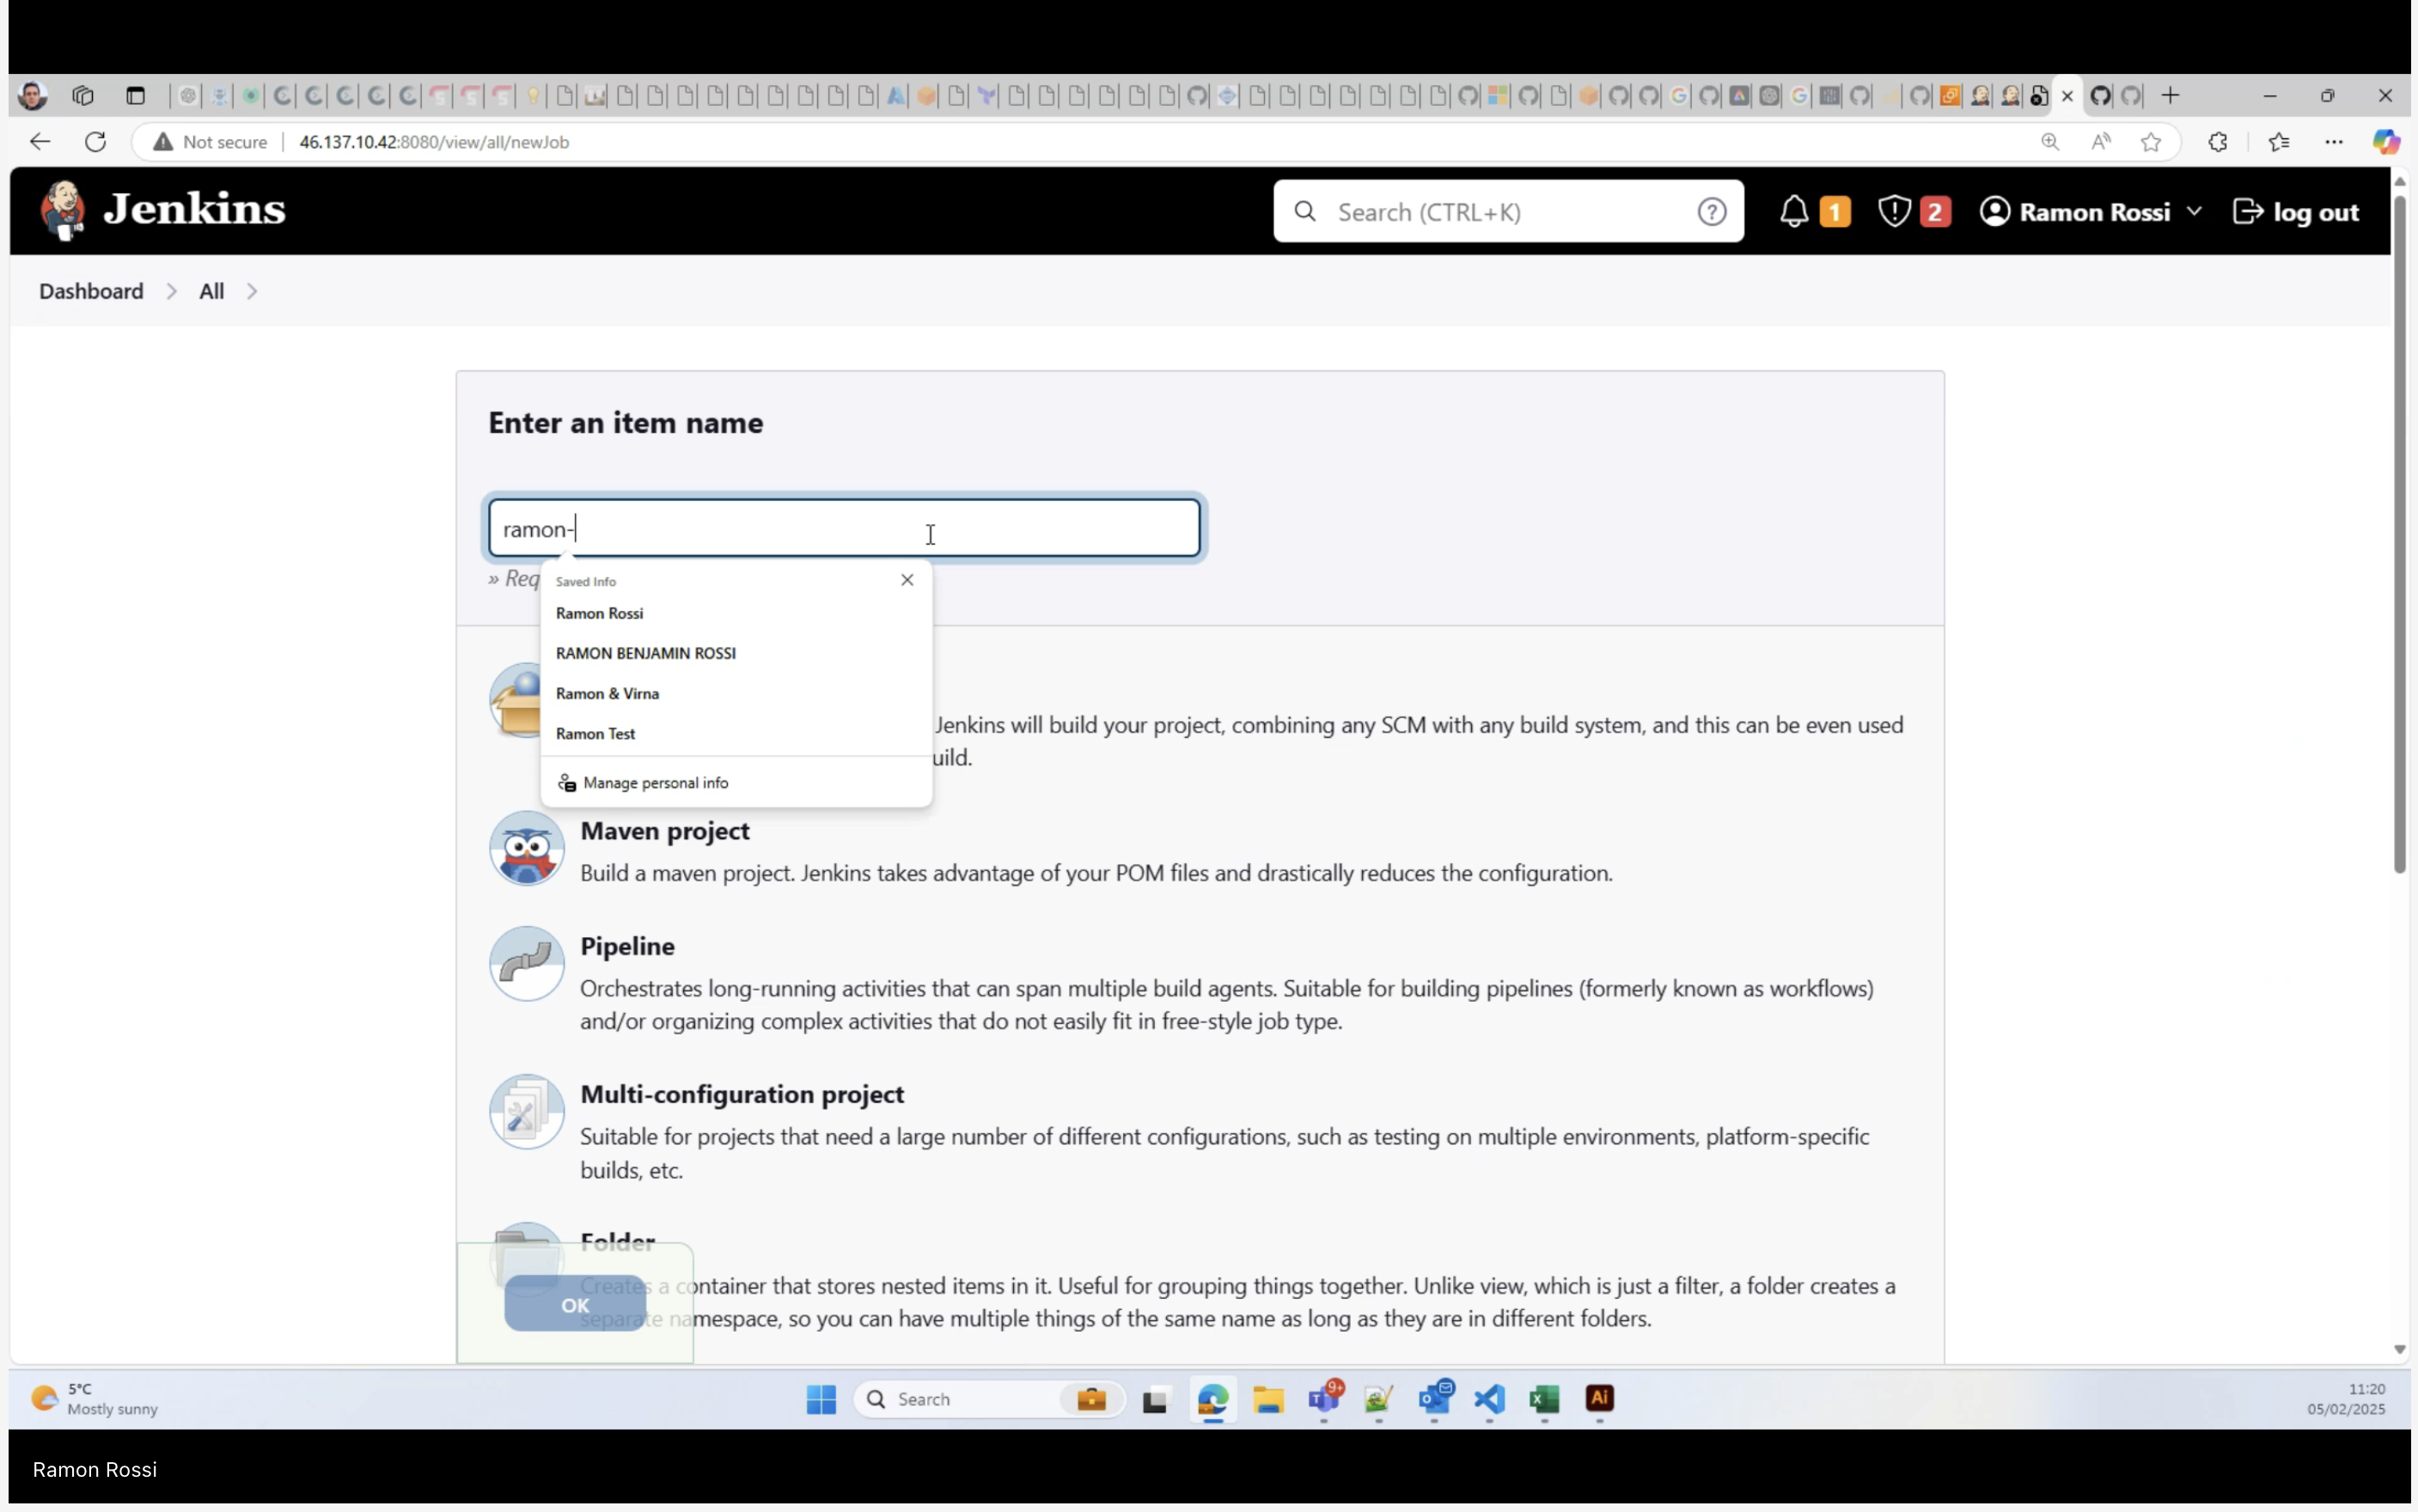 Not secure
46.137.10.42:8080/view/all/newJob
Jenkins
Search (CTRL+K)
1
2
Ramon Rossi
log out
Dashboard
All
Enter an item name
ramon-
» Req
Saved Info
Ramon Rossi
RAMON BENJAMIN ROSSI
Ramon & Virna
Ramon Test
Manage personal info
Jenkins will build your project, combining any SCM with any build system, and this can be even used
uild.
Maven project
Build a maven project. Jenkins takes advantage of your POM files and drastically reduces the configuration.
Pipeline
Orchestrates long-running activities that can span multiple build agents. Suitable for building pipelines (formerly known as workflows)
and/or organizing complex activities that do not easily fit in free-style job type.
Multi-configuration project
Suitable for projects that need a large number of different configurations, such as testing on multiple environments, platform-specific
builds, etc.
Folder
Creates a container that stores nested items in it. Useful for grouping things together. Unlike view, which is just a filter, a folder creates a
separate namespace, so you can have multiple things of the same name as long as they are in different folders.
OK
5°C
Mostly sunny
Search
9+
Ai
11:20
05/02/2025
Ramon Rossi